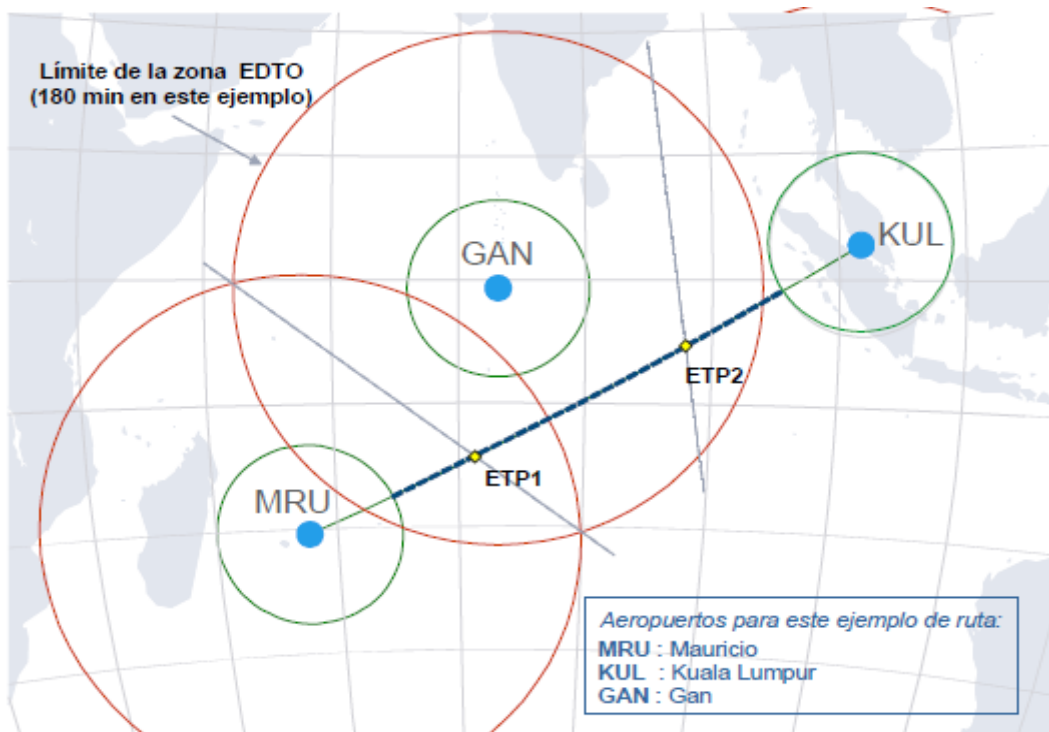 Límite de la zona EDTO
(180 min en este ejemplo)
GAN
KUL
ETP2
ETP1
MRU
Aeropuertos para este ejemplo de ruta:
MRU : Mauricio
KUL : Kuala Lumpur
GAN : Gan